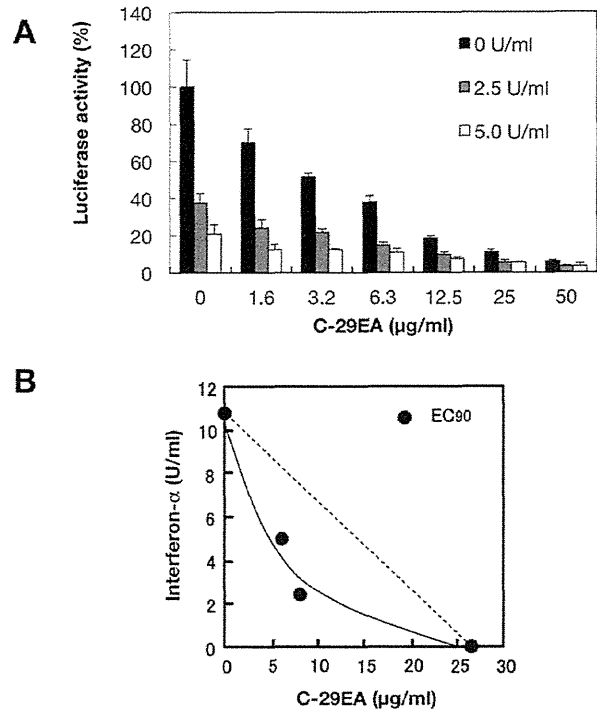 A
Luciferase activity (%)
140
120
100
80
60
40
20
0
0 U/ml
2.5 U/ml
5.0 U/ml
0 1.6 3.2 6.3 12.5 25 50
C-29EA (µg/ml)
B
Interferon-α (U/ml)
12
10
8
6
4
2
0
EC90
0 5 10 15 20 25 30
C-29EA (µg/ml)